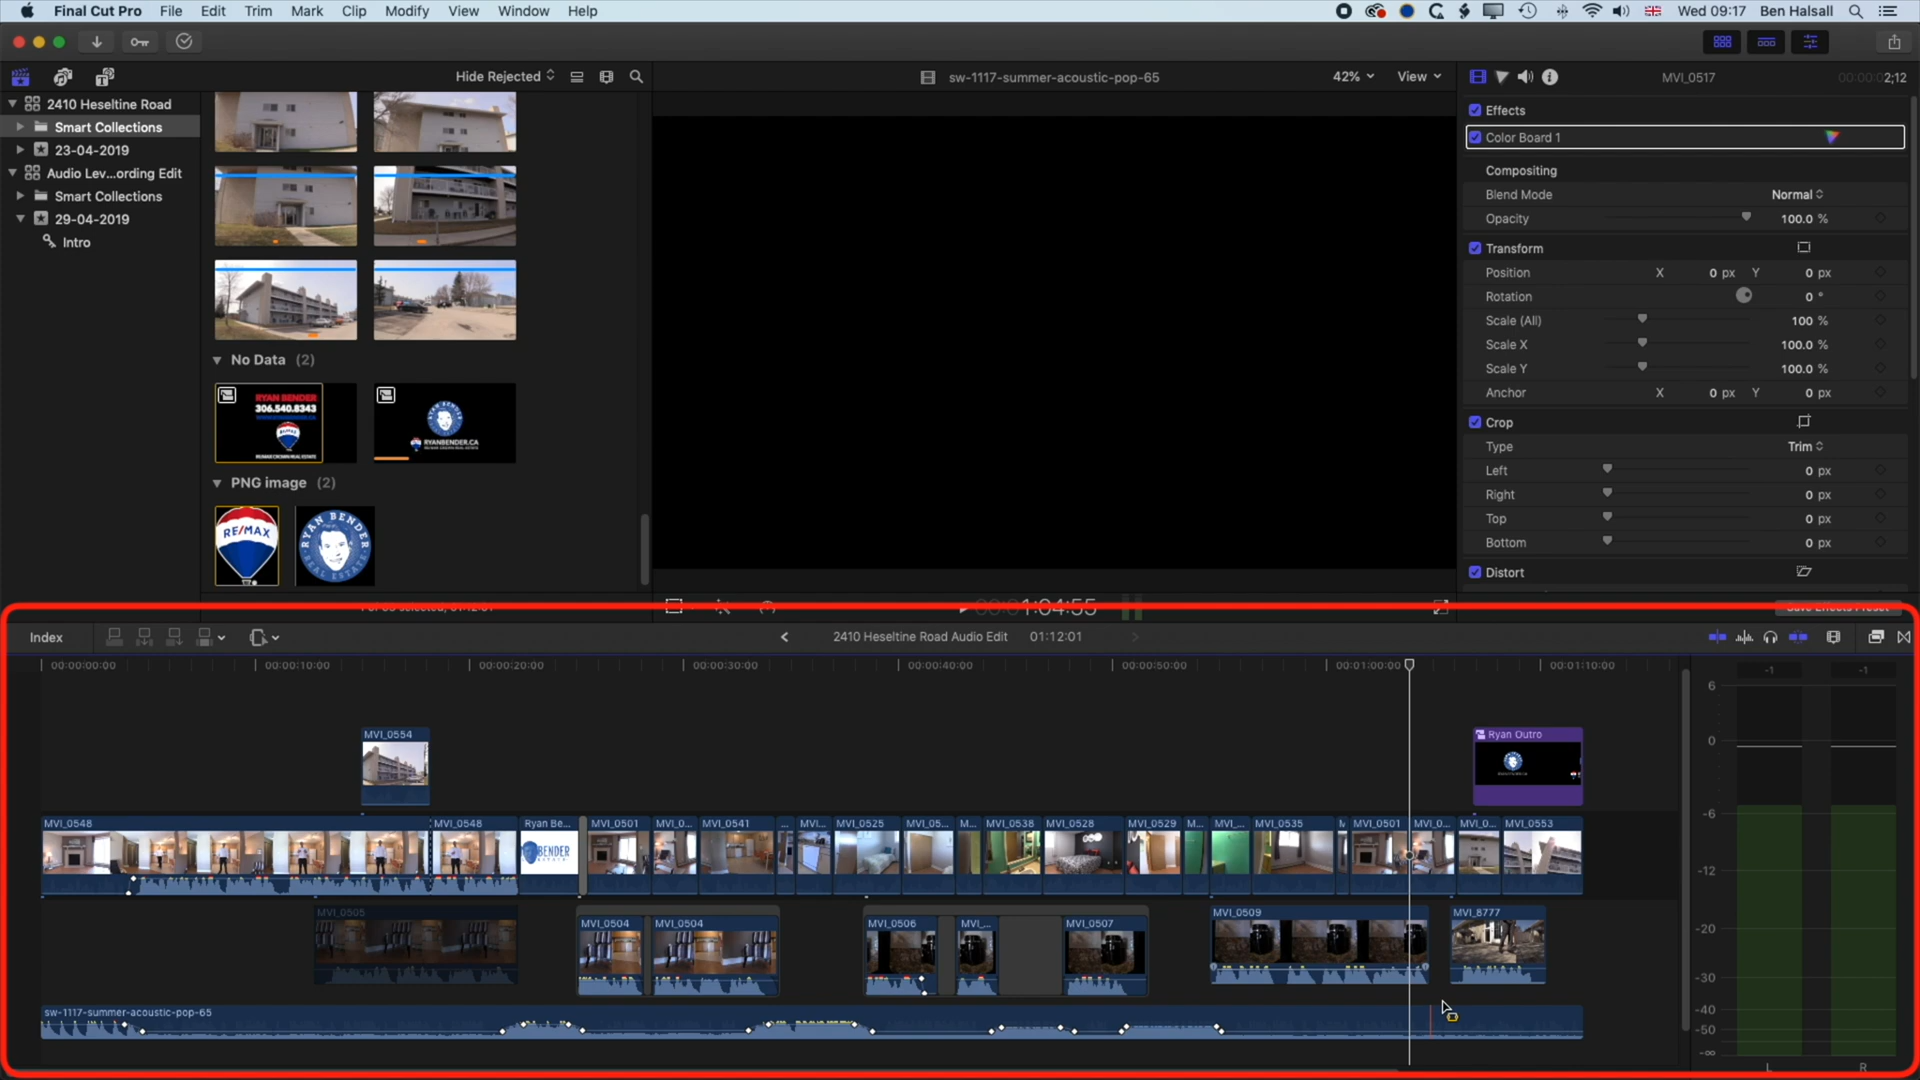 Final Cut Pro File Edit Trim Mark Clip Modify View Window Help Wed 09:17 Ben Halsall
Hide Rejected sw-1117-summer-acoustic-pop-65 42% View MVI_0517 00:00:02;12
2410 Heseltine Road
Smart Collections
23-04-2019
Audio Lev...ording Edit
Smart Collections
29-04-2019
Intro
No Data (2)
RYAN BENDER
306.540.8343
RYANBENDER.CA
PNG image (2)
RE/MAX
RYAN BENDER
REAL ESTATE
Effects
Color Board 1
Compositing
Blend Mode Normal
Opacity 100.0 %
Transform
Position X 0 px Y 0 px
Rotation 0 °
Scale (All) 100 %
Scale X 100.0 %
Scale Y 100.0 %
Anchor X 0 px Y 0 px
Crop
Type Trim
Left 0 px
Right 0 px
Top 0 px
Bottom 0 px
Distort
1:04:55
Save Effects Preset
Index 2410 Heseltine Road Audio Edit 01:12:01
00:00:00:00 00:00:10:00 00:00:20:00 00:00:30:00 00:00:40:00 00:00:50:00 00:01:00:00 00:01:10:00
-1 -1
MVI_0554 Ryan Outro
MVI_0548 MVI_0548 Ryan Be... MVI_0501 MVI_0... MVI_0541 ... MVI_... MVI_0525 MVI_05... M... MVI_0538 MVI_0528 MVI_0529 M... MVI_... MVI_0535 M MVI_0501 MVI_0... MVI_0... MVI_0553
BENDER
MVI_0505 MVI_0504 MVI_0504 MVI_0506 MVI_... MVI_0507 MVI_0509 MVI_8777
sw-1117-summer-acoustic-pop-65
6
0
-6
-12
-20
-30
-40
-50
-∞
L R